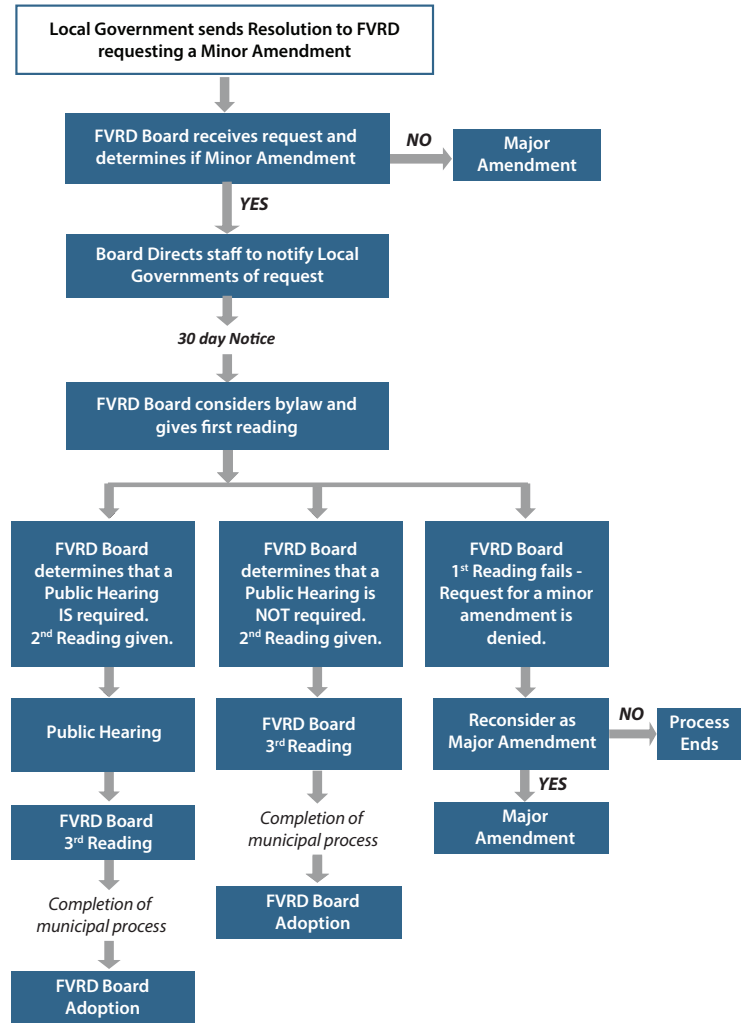 Local Government sends Resolution to FVRD
requesting a Minor Amendment
FVRD Board receives request and
determines if Minor Amendment
NO
Major
Amendment
YES
Board Directs staff to notify Local
Governments of request
30 day Notice
FVRD Board considers bylaw and
gives first reading
FVRD Board
determines that a
Public Hearing
IS required.
2nd Reading given.
FVRD Board
determines that a
Public Hearing is
NOT required.
2nd Reading given.
FVRD Board
1st Reading fails -
Request for a minor
amendment is
denied.
Public Hearing
FVRD Board
3rd Reading
Reconsider as
Major Amendment
NO
Process
Ends
YES
FVRD Board
3rd Reading
Completion of
municipal process
Major
Amendment
Completion of
municipal process
FVRD Board
Adoption
FVRD Board
Adoption